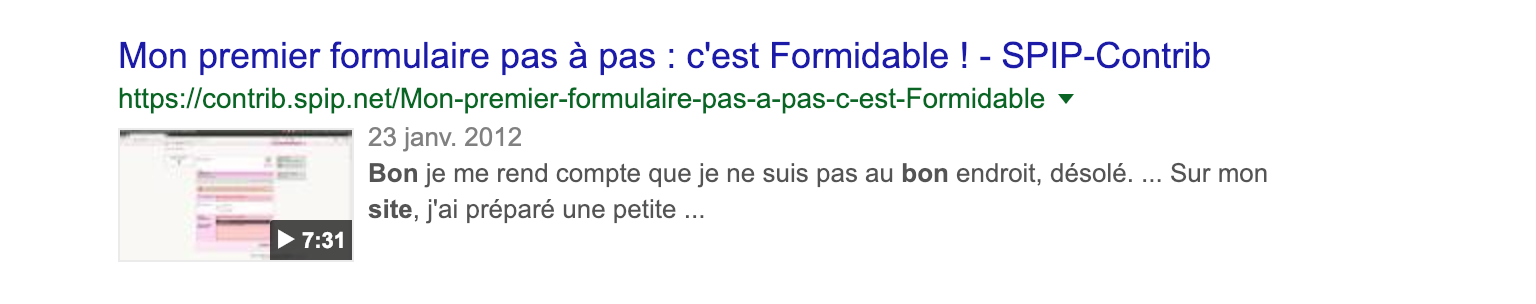 Mon premier formulaire pas à pas : c'est Formidable ! - SPIP-Contrib
https://contrib.spip.net/Mon-premier-formulaire-pas-a-pas-c-est-Formidable
23 janv. 2012
Bon je me rend compte que je ne suis pas au bon endroit, désolé. ... Sur mon
site, j'ai préparé une petite ...
7:31